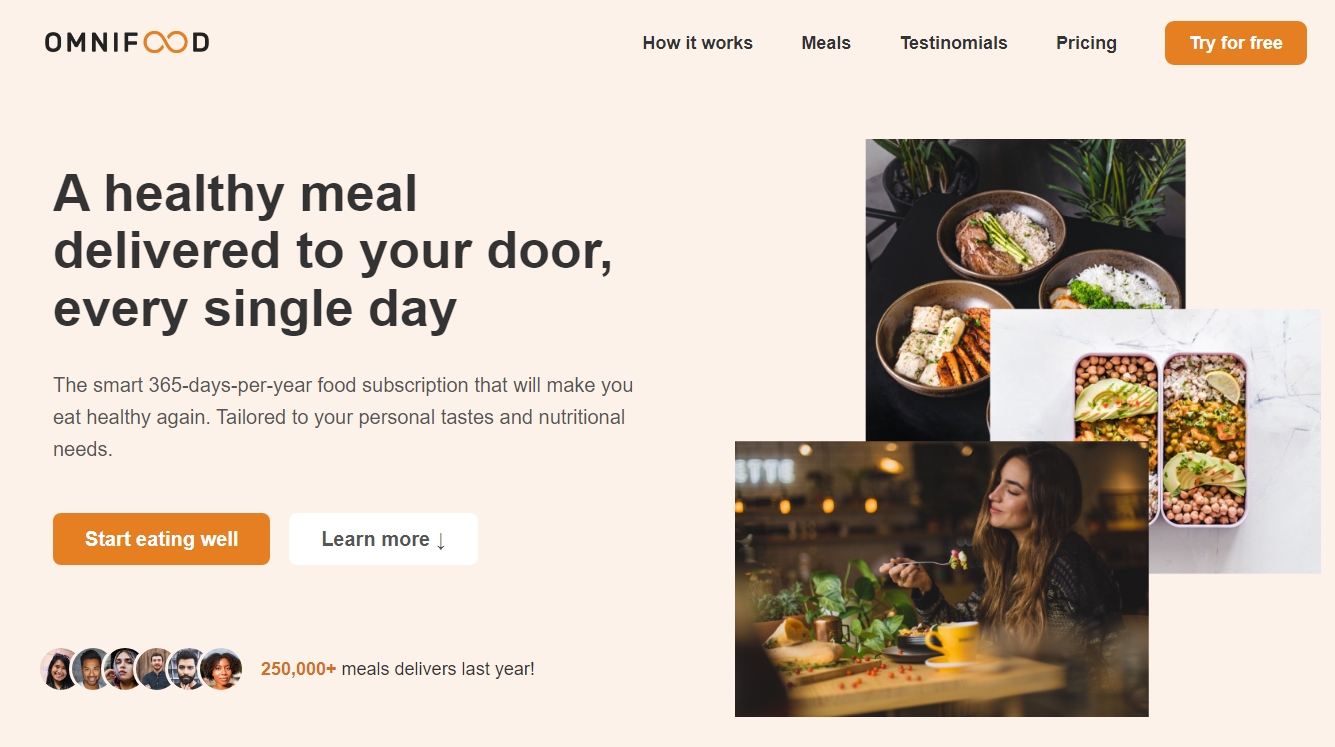 OMNIFOOD
How it works Meals Testinomials Pricing Try for free
A healthy meal
delivered to your door,
every single day
The smart 365-days-per-year food subscription that will make you
eat healthy again. Tailored to your personal tastes and nutritional
needs.
Start eating well Learn more ↓
250,000+ meals delivers last year!